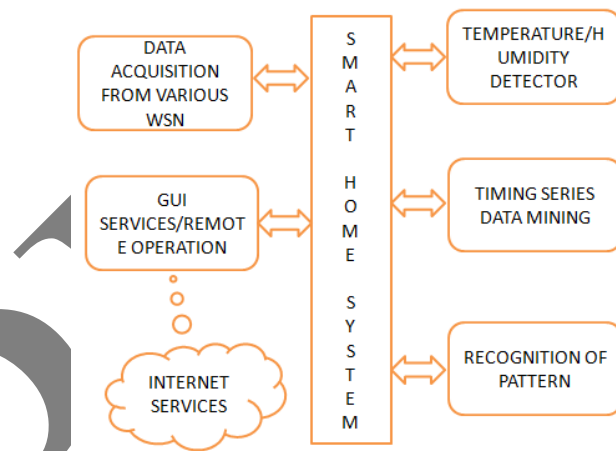 DATA
ACQUISITION
FROM VARIOUS
WSN
GUI
SERVICES/REMOT
E OPERATION
INTERNET
SERVICES
S
M
A
R
T
H
O
M
E
S
Y
S
T
E
M
TEMPERATURE/H
UMIDITY
DETECTOR
TIMING SERIES
DATA MINING
RECOGNITION OF
PATTERN